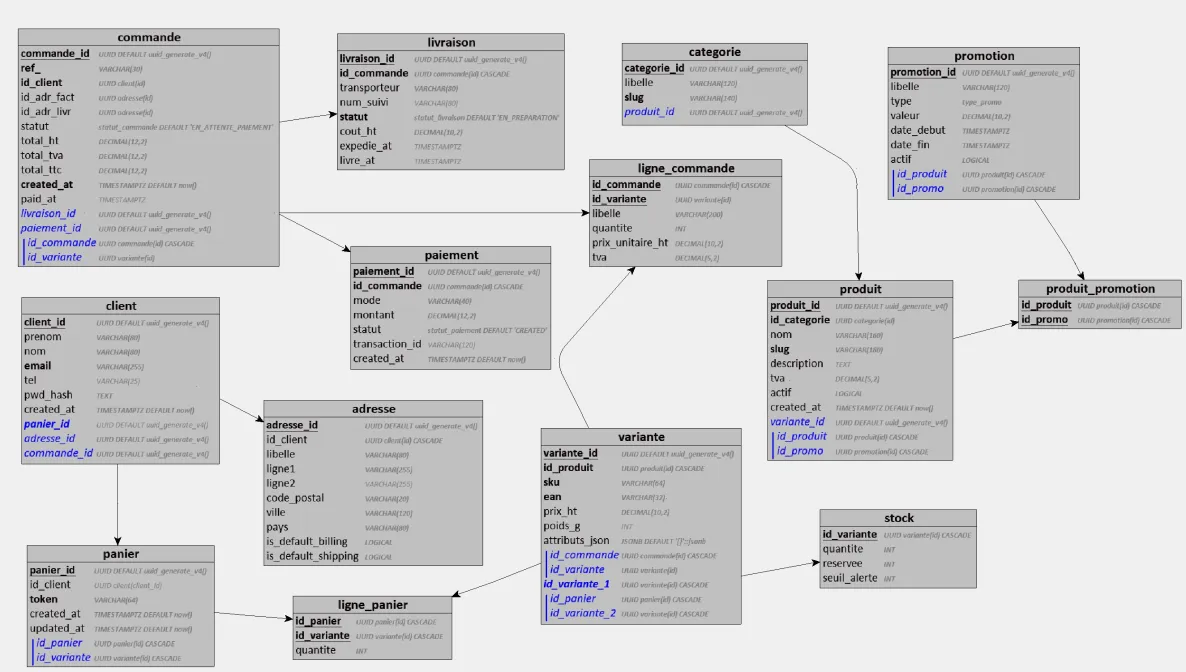 commande
commande_id UUID DEFAULT uuid_generate_v4()
ref_ VARCHAR(30)
id_client UUID client(id)
id_adr_fact UUID adresse(id)
id_adr_livr UUID adresse(id)
statut statut_commande DEFAULT 'EN_ATTENTE_PAIEMENT'
total_ht DECIMAL(12,2)
total_tva DECIMAL(12,2)
total_ttc DECIMAL(12,2)
created_at TIMESTAMPTZ DEFAULT now()
paid_at TIMESTAMPTZ
livraison_id UUID DEFAULT uuid_generate_v4()
paiement_id UUID DEFAULT uuid_generate_v4()
id_commande UUID commande(id) CASCADE
id_variante UUID variante(id)
livraison
livraison_id UUID DEFAULT uuid_generate_v4()
id_commande UUID commande(id) CASCADE
transporteur VARCHAR(80)
num_suivi VARCHAR(80)
statut statut_livraison DEFAULT 'EN_PREPARATION'
cout_ht DECIMAL(10,2)
expedie_at TIMESTAMPTZ
livre_at TIMESTAMPTZ
categorie
categorie_id UUID DEFAULT uuid_generate_v4()
libelle VARCHAR(120)
slug VARCHAR(140)
produit_id UUID DEFAULT uuid_generate_v4()
promotion
promotion_id UUID DEFAULT uuid_generate_v4()
libelle VARCHAR(120)
type type_promo
valeur DECIMAL(10,2)
date_debut TIMESTAMPTZ
date_fin TIMESTAMPTZ
actif LOGICAL
id_produit UUID produit(id) CASCADE
id_promo UUID promotion(id) CASCADE
ligne_commande
id_commande UUID commande(id) CASCADE
id_variante UUID variante(id)
libelle VARCHAR(200)
quantite INT
prix_unitaire_ht DECIMAL(10,2)
tva DECIMAL(5,2)
paiement
paiement_id UUID DEFAULT uuid_generate_v4()
id_commande UUID commande(id) CASCADE
mode VARCHAR(40)
montant DECIMAL(12,2)
statut statut_paiement DEFAULT 'CREATED'
transaction_id VARCHAR(120)
created_at TIMESTAMPTZ DEFAULT now()
produit
produit_id UUID DEFAULT uuid_generate_v4()
id_categorie UUID categorie(id)
nom VARCHAR(160)
slug VARCHAR(180)
description TEXT
tva DECIMAL(5,2)
actif LOGICAL
created_at TIMESTAMPTZ DEFAULT now()
variante_id UUID DEFAULT uuid_generate_v4()
id_produit UUID produit(id) CASCADE
id_promo UUID promotion(id) CASCADE
produit_promotion
id_produit UUID produit(id) CASCADE
id_promo UUID promotion(id) CASCADE
client
client_id UUID DEFAULT uuid_generate_v4()
prenom VARCHAR(80)
nom VARCHAR(80)
email VARCHAR(255)
tel VARCHAR(25)
pwd_hash TEXT
created_at TIMESTAMPTZ DEFAULT now()
panier_id UUID DEFAULT uuid_generate_v4()
adresse_id UUID DEFAULT uuid_generate_v4()
commande_id UUID DEFAULT uuid_generate_v4()
adresse
adresse_id UUID DEFAULT uuid_generate_v4()
id_client UUID client(id) CASCADE
libelle VARCHAR(80)
ligne1 VARCHAR(255)
ligne2 VARCHAR(255)
code_postal VARCHAR(20)
ville VARCHAR(120)
pays VARCHAR(80)
is_default_billing LOGICAL
is_default_shipping LOGICAL
variante
variante_id UUID DEFAULT uuid_generate_v4()
id_produit UUID produit(id) CASCADE
sku VARCHAR(64)
ean VARCHAR(32)
prix_ht DECIMAL(10,2)
poids_g INT
attributs_json JSONB DEFAULT '{}'::jsonb
id_commande UUID commande(id) CASCADE
id_variante UUID variante(id)
id_variante_1 UUID variante(id) CASCADE
id_panier UUID panier(id) CASCADE
id_variante_2 UUID variante(id) CASCADE
stock
id_variante UUID variante(id) CASCADE
quantite INT
reservee INT
seuil_alerte INT
panier
panier_id UUID DEFAULT uuid_generate_v4()
id_client UUID client(client_id)
token VARCHAR(64)
created_at TIMESTAMPTZ DEFAULT now()
updated_at TIMESTAMPTZ DEFAULT now()
id_panier UUID panier(id) CASCADE
id_variante UUID variante(id) CASCADE
ligne_panier
id_panier UUID panier(id) CASCADE
id_variante UUID variante(id) CASCADE
quantite INT